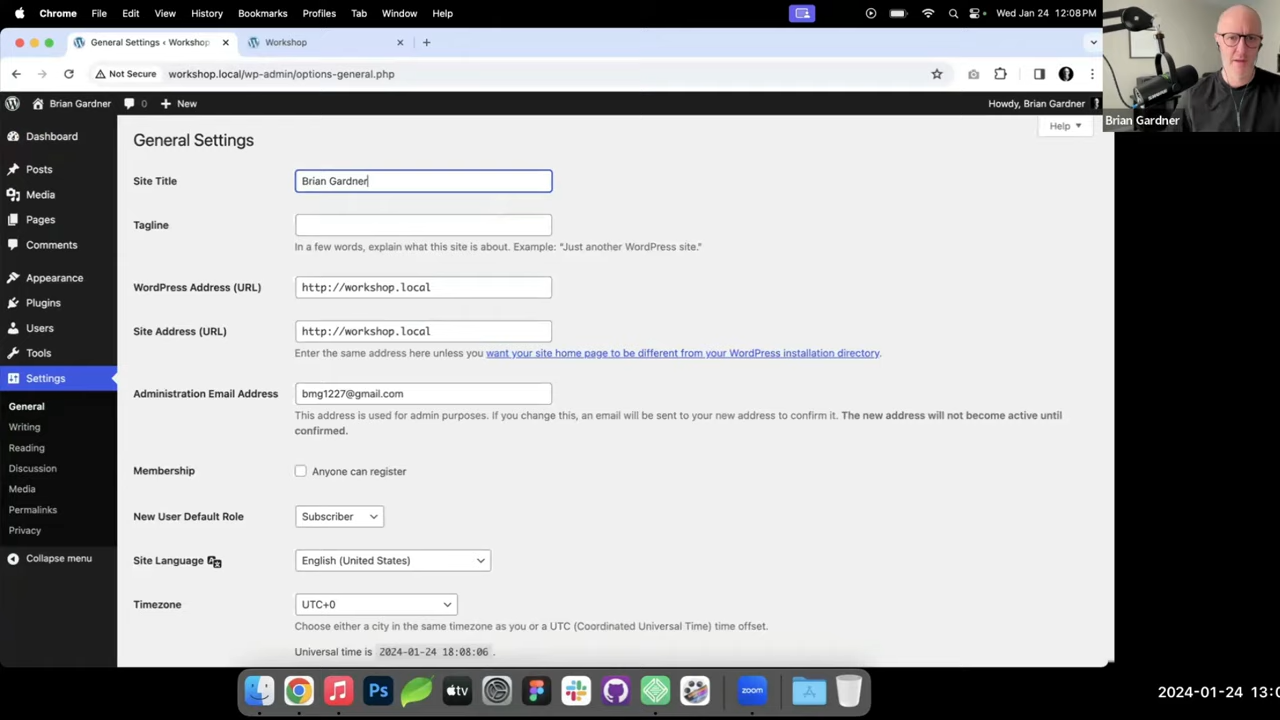 Chrome File Edit View History Bookmarks Profiles Tab Window Help Wed Jan 24 12:08 PM
General Settings ‹ Workshop Workshop
Not Secure workshop.local/wp-admin/options-general.php
Brian Gardner 0 New Howdy, Brian Gardner
Brian Gardner
Help
Dashboard
Posts
Media
Pages
Comments
Appearance
Plugins
Users
Tools
Settings
General
Writing
Reading
Discussion
Media
Permalinks
Privacy
Collapse menu
General Settings
Site Title Brian Gardner
Tagline
In a few words, explain what this site is about. Example: “Just another WordPress site.”
WordPress Address (URL) http://workshop.local
Site Address (URL) http://workshop.local
Enter the same address here unless you want your site home page to be different from your WordPress installation directory.
Administration Email Address bmg1227@gmail.com
This address is used for admin purposes. If you change this, an email will be sent to your new address to confirm it. The new address will not become active until
confirmed.
Membership Anyone can register
New User Default Role Subscriber
Site Language English (United States)
Timezone UTC+0
Choose either a city in the same timezone as you or a UTC (Coordinated Universal Time) time offset.
Universal time is 2024-01-24 18:08:06 .
Ps tv zoom
2024-01-24 13:0